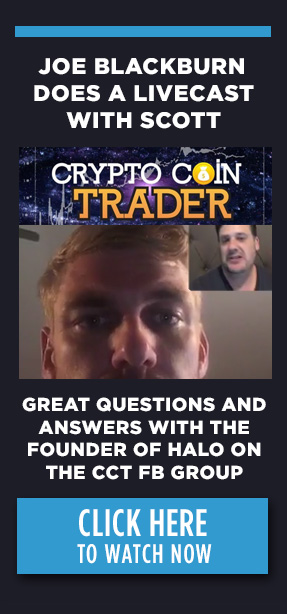 JOE BLACKBURN
DOES A LIVECAST
WITH SCOTT
CRYPTO COIN
TRADER
GREAT QUESTIONS AND
ANSWERS WITH THE
FOUNDER OF HALO ON
THE CCT FB GROUP
CLICK HERE
TO WATCH NOW